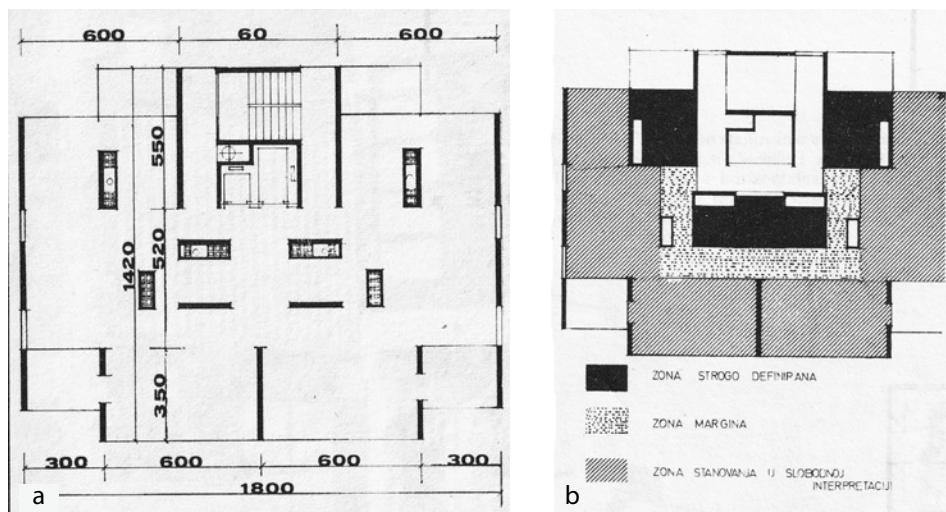 600 60 600
550
1420
520
350
300 600 600 300
1800
a
ZONA STROGO DEFINIPANA
ZONA MARGINA
ZONA STANOVANJA U SLOBODNOJ
INTERPRETACIJI
b